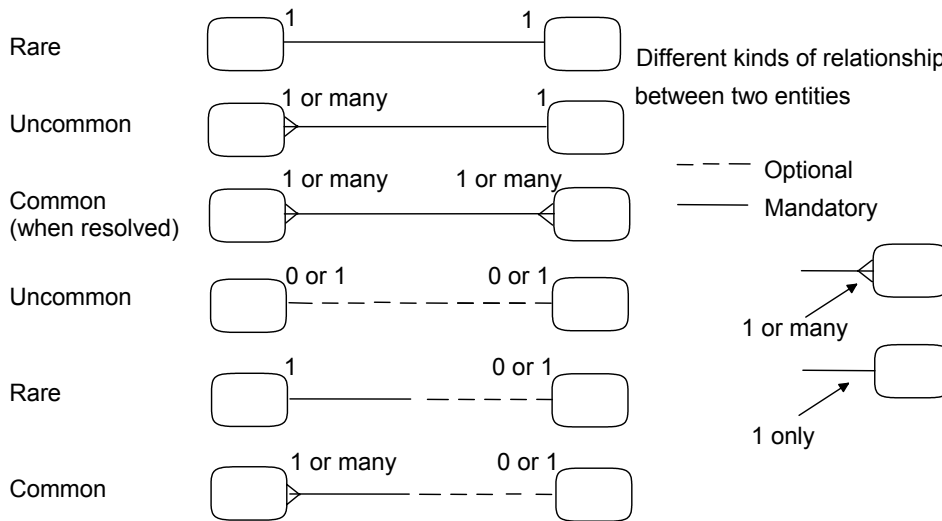 1 1
Rare
Different kinds of relationship
between two entities
1 or many 1
Uncommon
Optional
1 or many 1 or many
Common
(when resolved)
Mandatory
0 or 1 0 or 1
Uncommon
1 or many
1 0 or 1
Rare
1 only
1 or many 0 or 1
Common